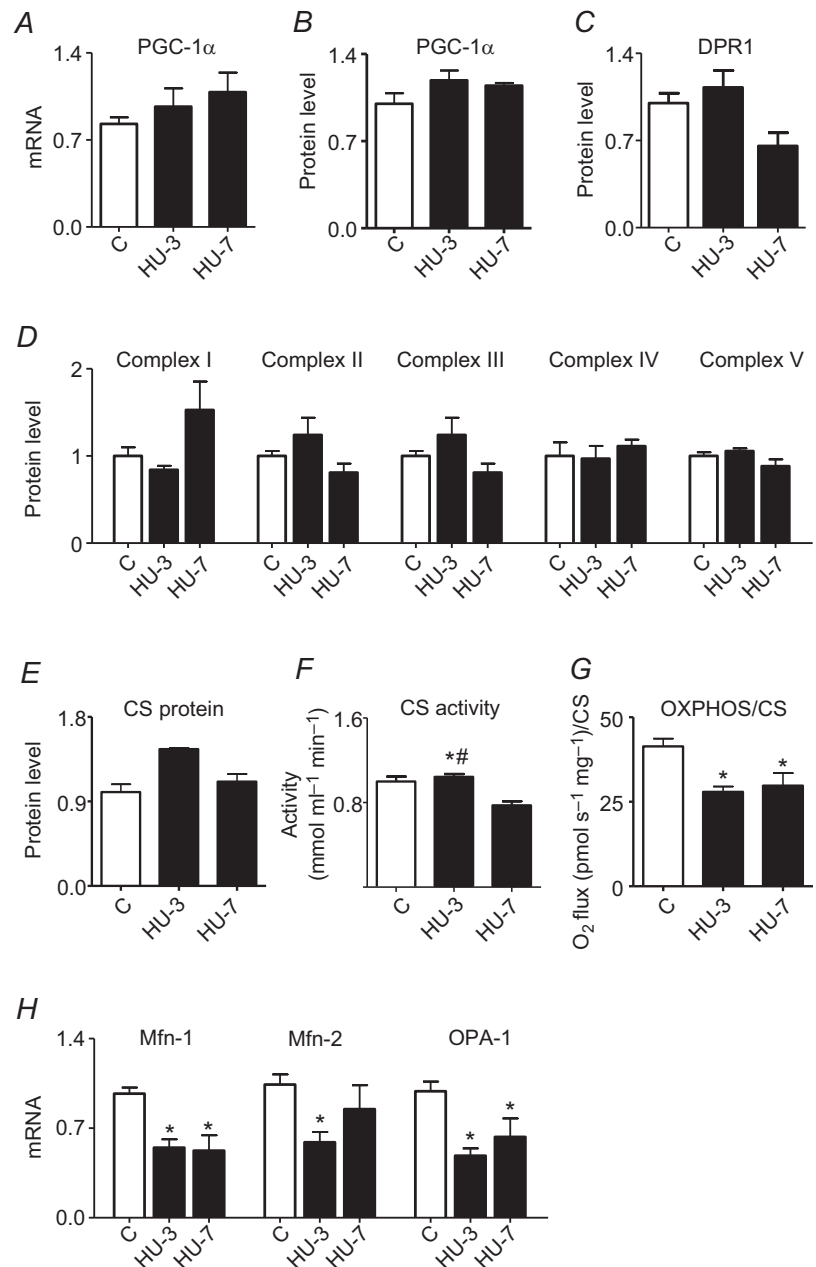 A
PGC-1α
mRNA
1.4
0.7
0.0
C
HU-3
HU-7
B
PGC-1α
Protein level
1.4
0.7
0.0
C
HU-3
HU-7
C
DPR1
Protein level
1.4
0.7
0.0
C
HU-3
HU-7
D
Complex I
Complex II
Complex III
Complex IV
Complex V
Protein level
2
1
0
C
HU-3
HU-7
C
HU-3
HU-7
C
HU-3
HU-7
C
HU-3
HU-7
C
HU-3
HU-7
E
CS protein
Protein level
1.8
0.9
0.0
C
HU-3
HU-7
F
CS activity
Activity
(mmol ml⁻¹ min⁻¹)
1.6
0.8
*#
C
HU-3
HU-7
G
OXPHOS/CS
O₂ flux (pmol s⁻¹ mg⁻¹)/CS
50
25
0
*
*
C
HU-3
HU-7
H
Mfn-1
Mfn-2
OPA-1
mRNA
1.4
0.7
0.0
*
*
*
*
*
C
HU-3
HU-7
C
HU-3
HU-7
C
HU-3
HU-7